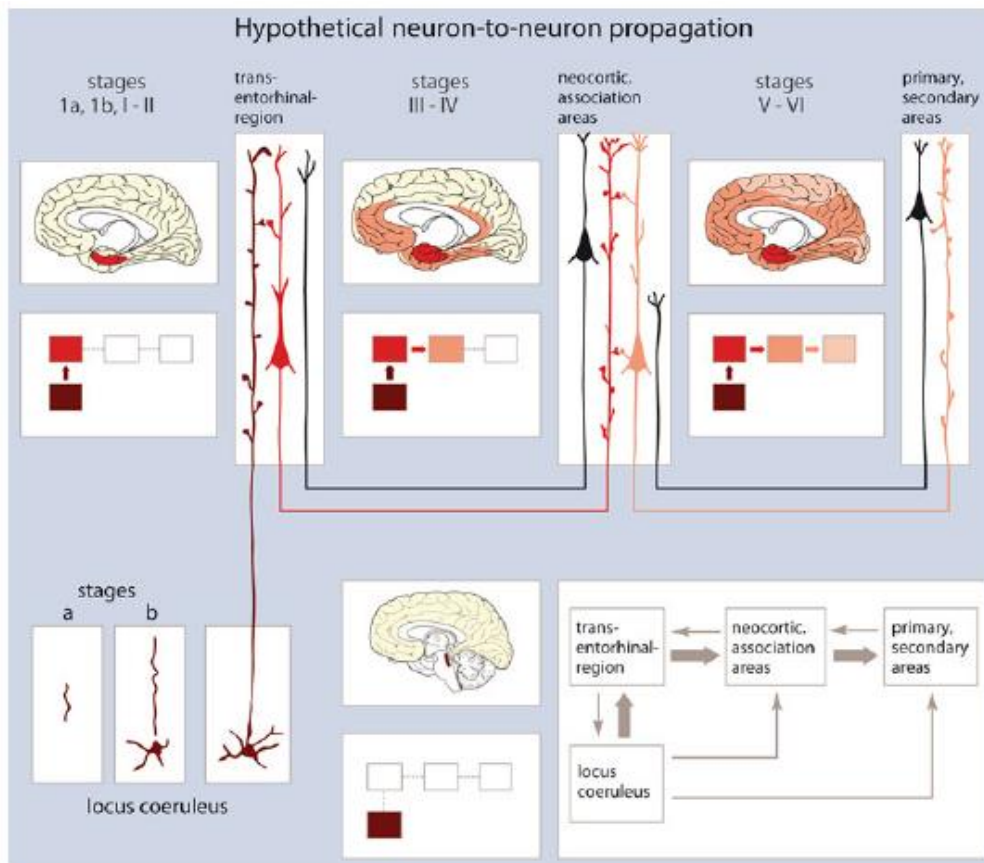 Hypothetical neuron-to-neuron propagation
stages
1a, 1b, I - II
trans-
entorhinal-
region
stages
III - IV
neocortic.
association
areas
stages
V - VI
primary,
secondary
areas
stages
a
b
locus coeruleus
trans-
entorhinal-
region
neocortic.
association
areas
primary,
secondary
areas
locus
coeruleus